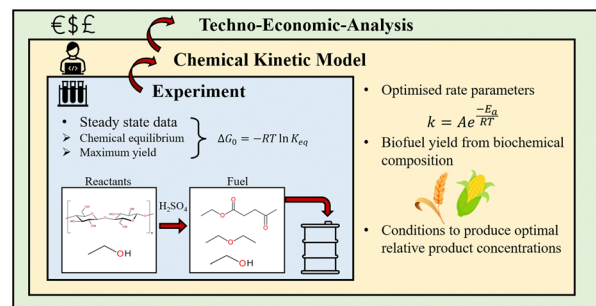 €$£
Techno-Economic-Analysis
Chemical Kinetic Model
Experiment
• Steady state data
➤ Chemical equilibrium
➤ Maximum yield
ΔG₀ = −RT ln Kₑq
Reactants
OH
H₂SO₄
Fuel
O
O
O
O
OH
• Optimised rate parameters
k = Ae^(−Eₐ/RT)
• Biofuel yield from biochemical
composition
• Conditions to produce optimal
relative product concentrations